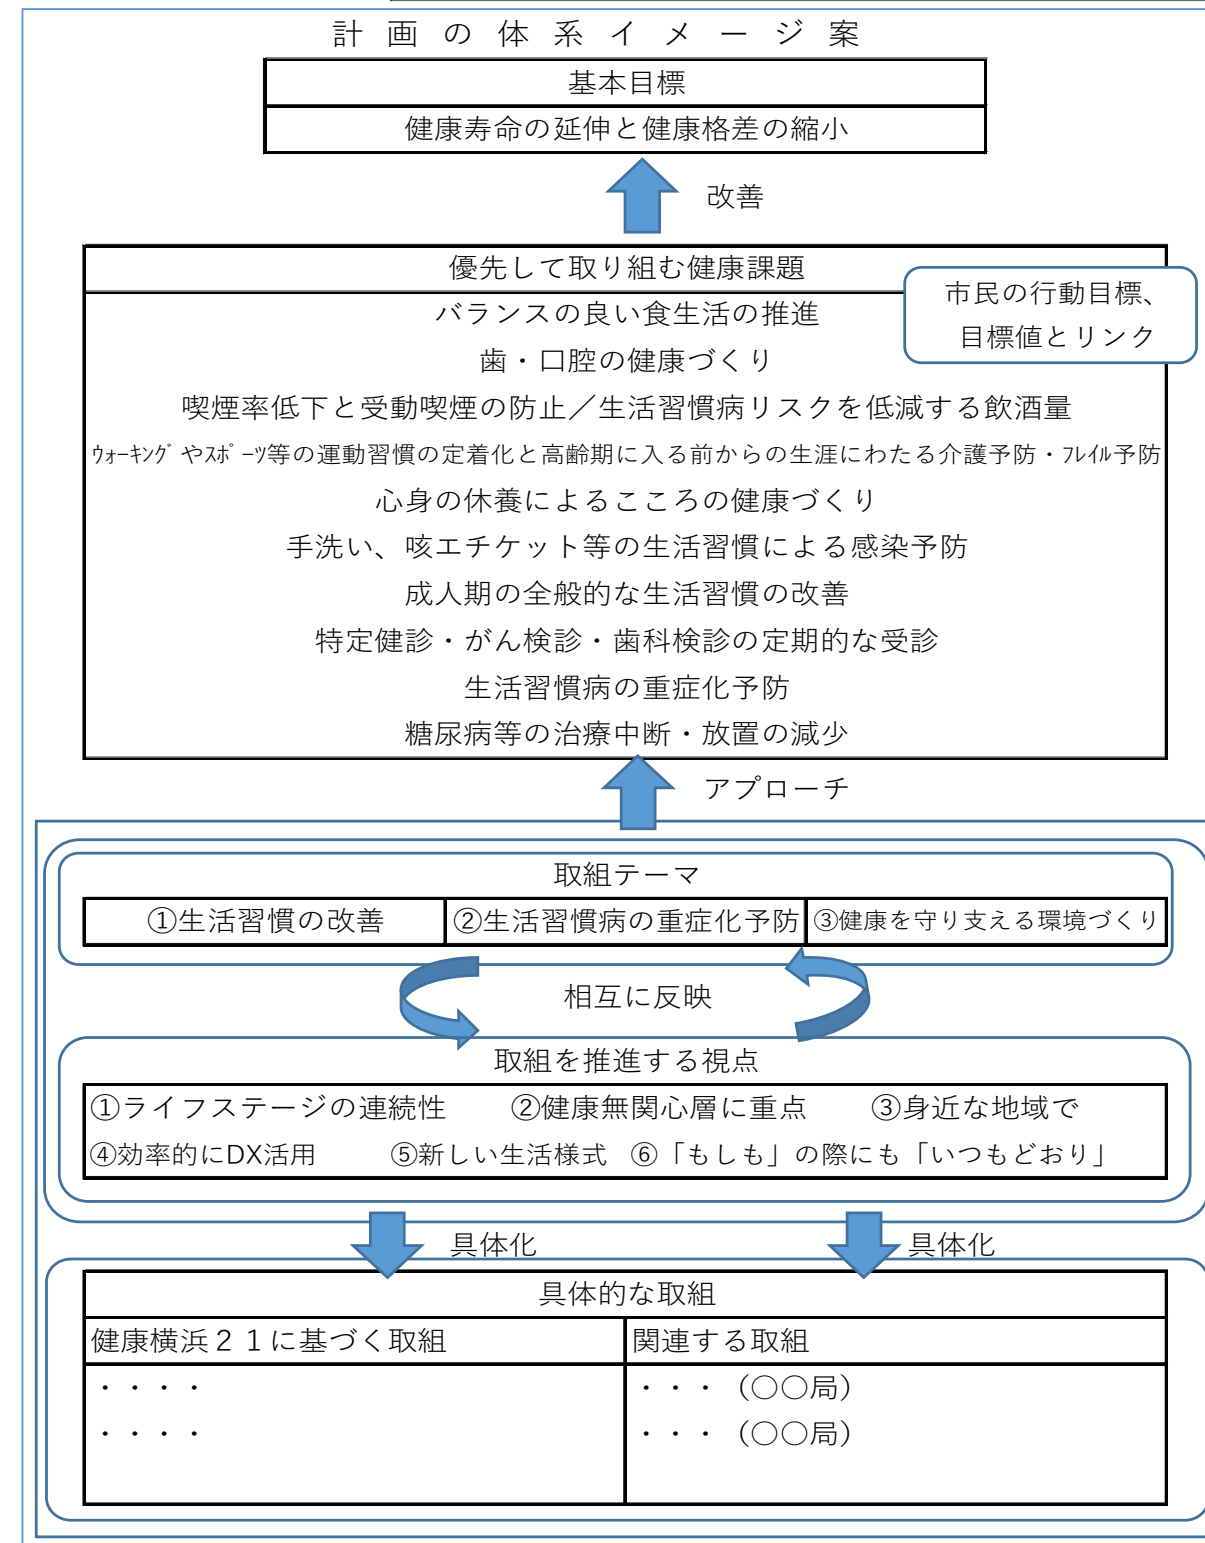 計画の体系イメージ案
基本目標
健康寿命の延伸と健康格差の縮小
改善
優先して取り組む健康課題
市民の行動目標、
目標値とリンク
バランスの良い食生活の推進
歯・口腔の健康づくり
喫煙率低下と受動喫煙の防止／生活習慣病リスクを低減する飲酒量
ｳｫｰｷﾝｸﾞやｽﾎﾟｰﾂ等の運動習慣の定着化と高齢期に入る前からの生涯にわたる介護予防・ﾌﾚｲﾙ予防
心身の休養によるこころの健康づくり
手洗い、咳エチケット等の生活習慣による感染予防
成人期の全般的な生活習慣の改善
特定健診・がん検診・歯科検診の定期的な受診
生活習慣病の重症化予防
糖尿病等の治療中断・放置の減少
アプローチ
取組テーマ
①生活習慣の改善 ②生活習慣病の重症化予防 ③健康を守り支える環境づくり
相互に反映
取組を推進する視点
①ライフステージの連続性 ②健康無関心層に重点 ③身近な地域で
④効率的にDX活用 ⑤新しい生活様式 ⑥「もしも」の際にも「いつもどおり」
具体化 具体化
具体的な取組
健康横浜２１に基づく取組 関連する取組
・・・・ ・・・（○○局）
・・・・ ・・・（○○局）